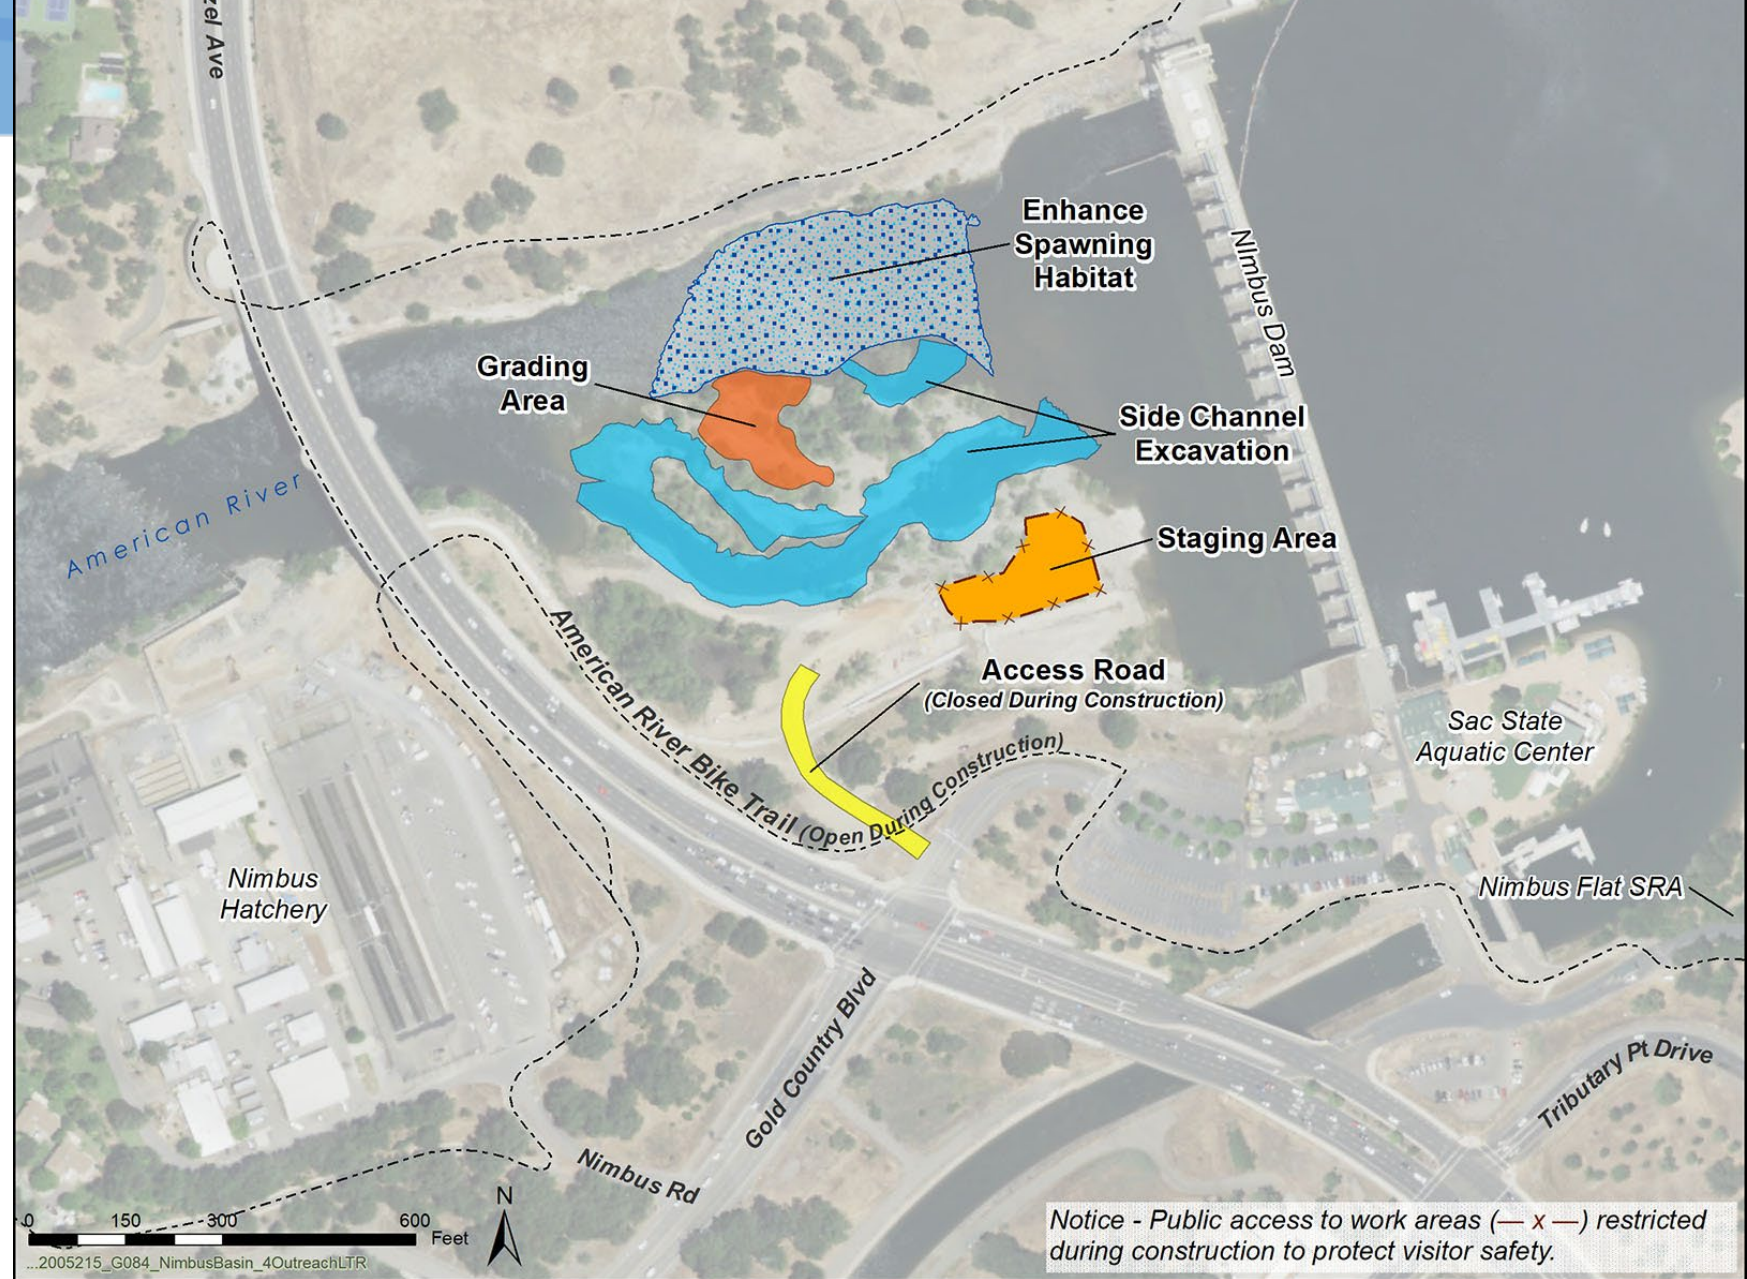 zel Ave
Enhance
Spawning
Habitat
NImbus Dam
Grading
Area
Side Channel
Excavation
American River
Staging Area
American River Bike Trail (Open During Construction)
Access Road
(Closed During Construction)
Sac State
Aquatic Center
Nimbus
Hatchery
Nimbus Flat SRA
Gold Country Blvd
Tributary Pt Drive
Nimbus Rd
N
0 150 300 600
Feet
...2005215_G084_NimbusBasin_4OutreachLTR
Notice - Public access to work areas (— x —) restricted
during construction to protect visitor safety.